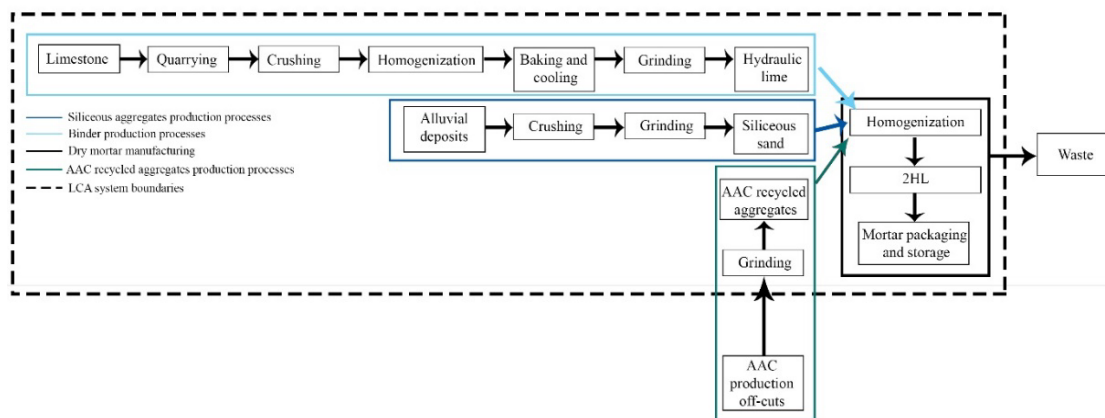 Limestone
Quarrying
Crushing
Homogenization
Baking and
cooling
Grinding
Hydraulic
lime
Siliceous aggregates production processes
Binder production processes
Dry mortar manufacturing
AAC recycled aggregates production processes
LCA system boundaries
Alluvial
deposits
Crushing
Grinding
Siliceous
sand
AAC recycled
aggregates
Grinding
AAC
production
off-cuts
Homogenization
2HL
Mortar packaging
and storage
Waste